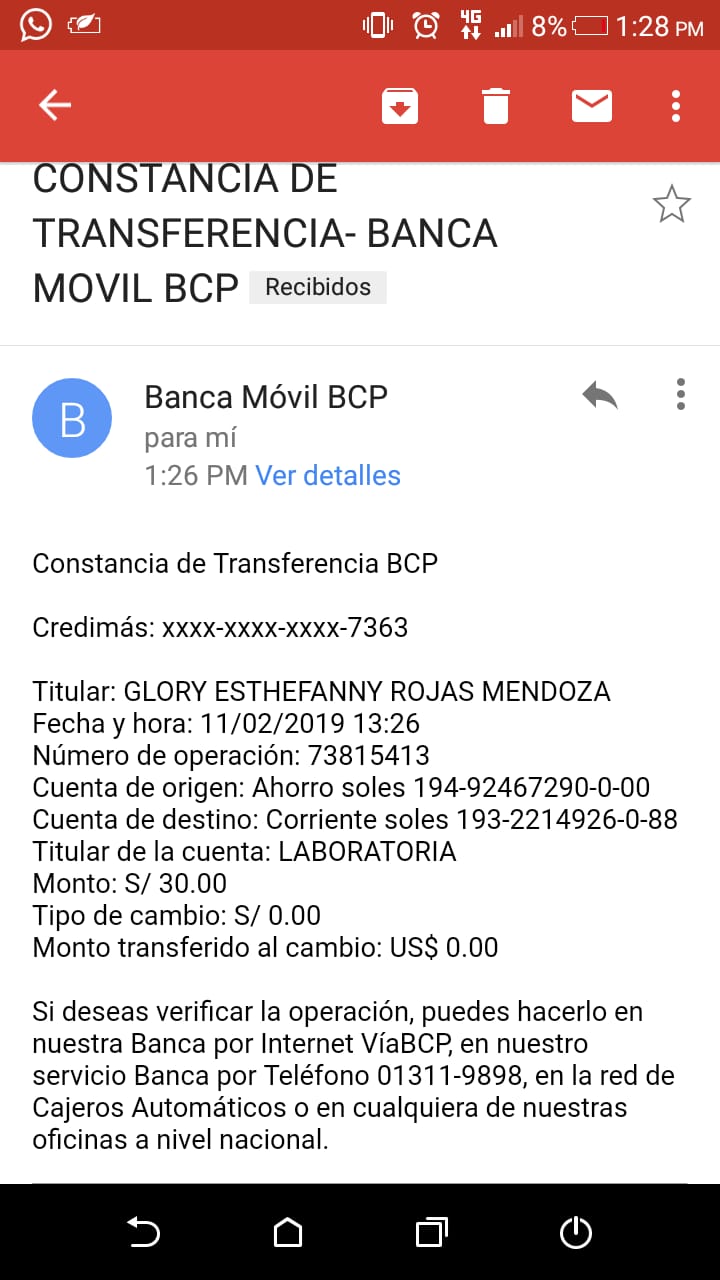 8% 1:28 PM
CONSTANCIA DE
TRANSFERENCIA- BANCA
MOVIL BCP Recibidos
B
Banca Móvil BCP
para mí
1:26 PM Ver detalles
Constancia de Transferencia BCP
Credimás: xxxx-xxxx-xxxx-7363
Titular: GLORY ESTHEFANNY ROJAS MENDOZA
Fecha y hora: 11/02/2019 13:26
Número de operación: 73815413
Cuenta de origen: Ahorro soles 194-92467290-0-00
Cuenta de destino: Corriente soles 193-2214926-0-88
Titular de la cuenta: LABORATORIA
Monto: S/ 30.00
Tipo de cambio: S/ 0.00
Monto transferido al cambio: US$ 0.00
Si deseas verificar la operación, puedes hacerlo en
nuestra Banca por Internet VíaBCP, en nuestro
servicio Banca por Teléfono 01311-9898, en la red de
Cajeros Automáticos o en cualquiera de nuestras
oficinas a nivel nacional.